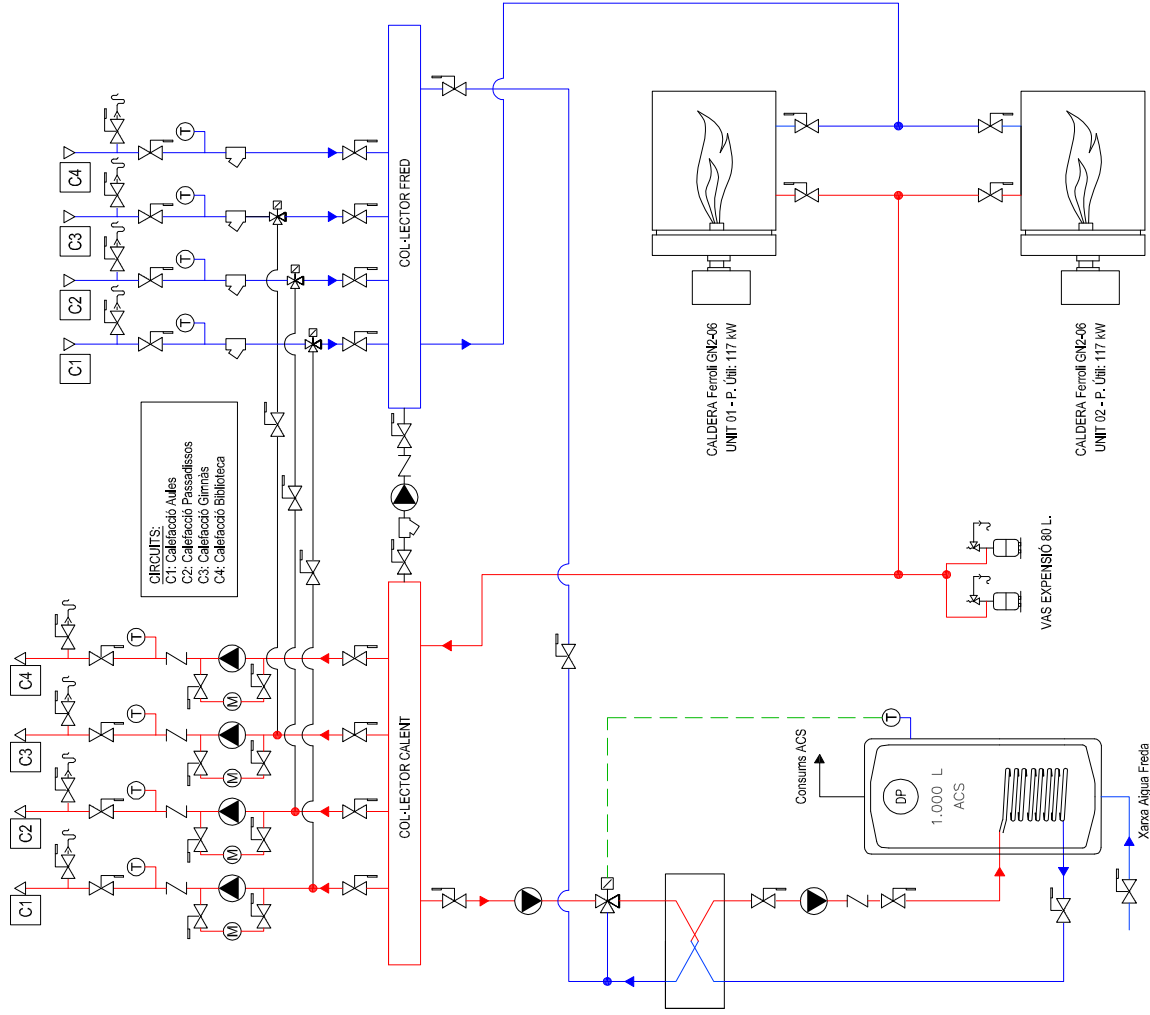 C4
C3
C2
C1
COL·LECTOR FRED
T
T
T
T
CIRCUITS:
C1: Calefacció Aules
C2: Calefacció Passadissos
C3: Calefacció Gimnàs
C4: Calefacció Biblioteca
C4
C3
C2
C1
T
T
T
T
M
M
M
M
COL·LECTOR CALENT
CALDERA Ferroli GN2-06
UNIT 01 - P. Útil: 117 kW
CALDERA Ferroli GN2-06
UNIT 02 - P. Útil: 117 kW
VAS EXPENSIÓ 80 L.
T
Consums ACS
DP
1.000 L
ACS
Xarxa Aigua Freda